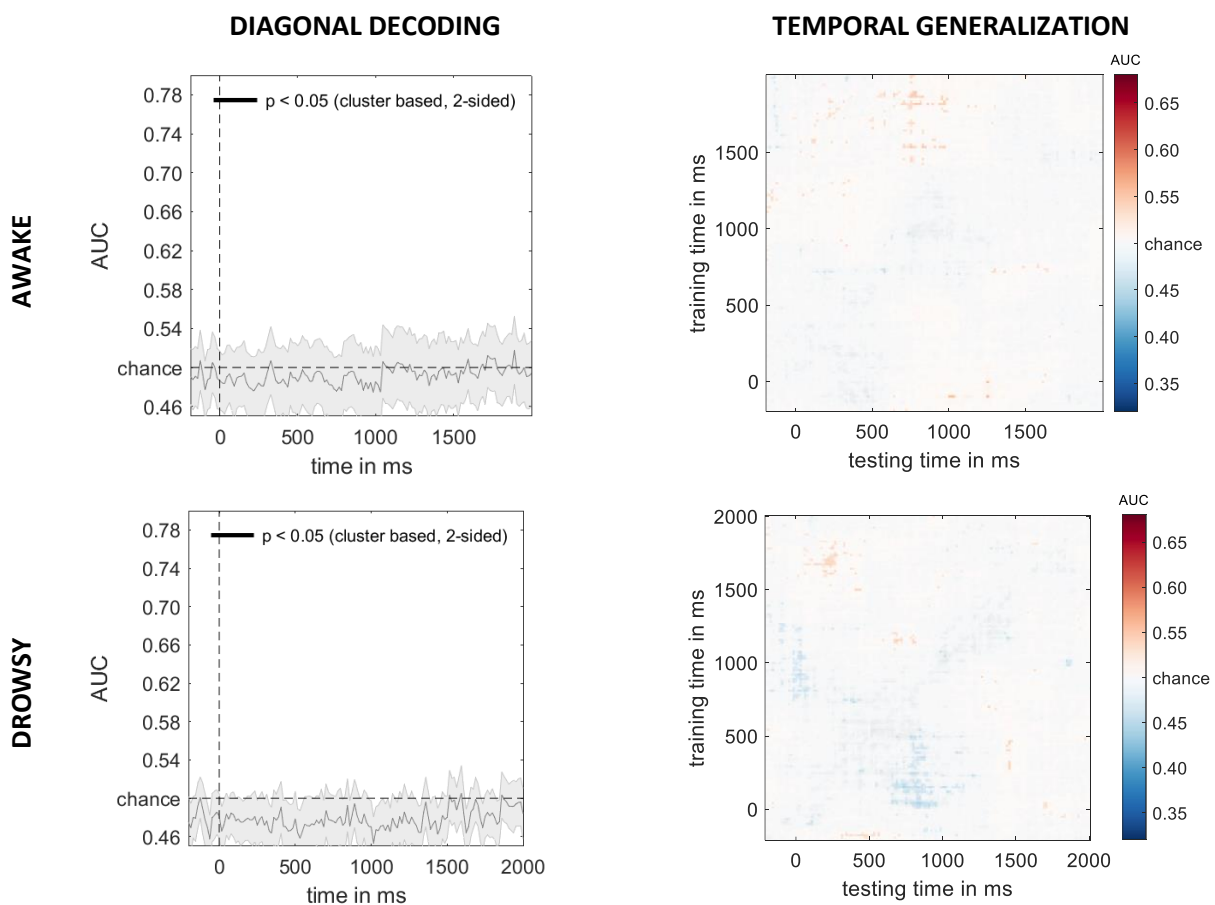 DIAGONAL DECODING
TEMPORAL GENERALIZATION
AWAKE
AUC
0.78
0.74
0.70
0.66
0.62
0.58
0.54
chance
0.46
p < 0.05 (cluster based, 2-sided)
0 500 1000 1500
time in ms
training time in ms
1500
1000
500
0
0 500 1000 1500
testing time in ms
AUC
0.65
0.60
0.55
chance
0.45
0.40
0.35
DROWSY
AUC
0.78
0.74
0.70
0.66
0.62
0.58
0.54
chance
0.46
p < 0.05 (cluster based, 2-sided)
0 500 1000 1500 2000
time in ms
training time in ms
2000
1500
1000
500
0
0 500 1000 1500 2000
testing time in ms
AUC
0.65
0.60
0.55
chance
0.45
0.40
0.35